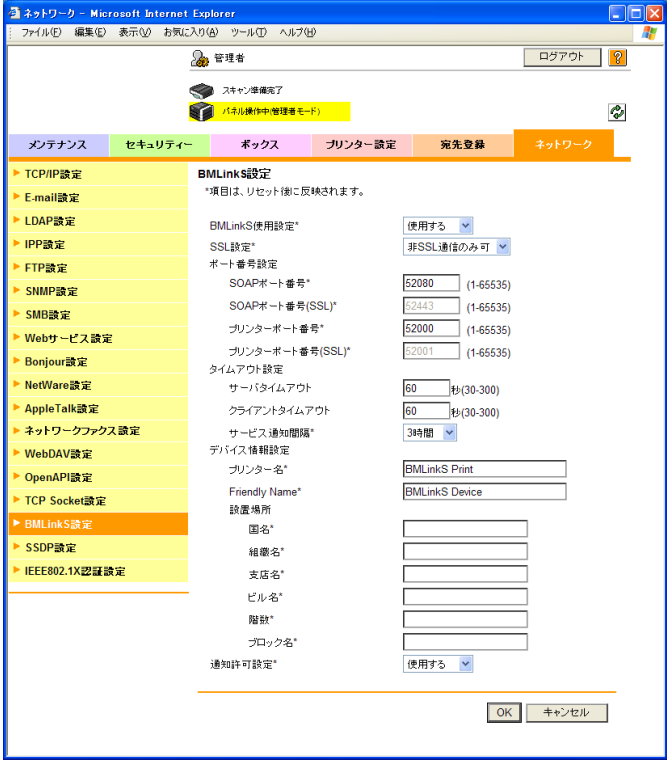 ネットワーク - Microsoft Internet Explorer
ファイル(F) 編集(E) 表示(V) お気に入り(A) ツール(T) ヘルプ(H)
管理者
ログアウト
?
スキャン準備完了
パネル操作中(管理者モード)
メンテナンス セキュリティー ボックス プリンター設定 宛先登録 ネットワーク
TCP/IP設定
E-mail設定
LDAP設定
IPP設定
FTP設定
SNMP設定
SMB設定
Webサービス設定
Bonjour設定
NetWare設定
AppleTalk設定
ネットワークファクス設定
WebDAV設定
OpenAPI設定
TCP Socket設定
BMLinkS設定
SSDP設定
IEEE802.1X認証設定
BMLinkS設定
*項目は、リセット後に反映されます。
BMLinkS使用設定* 使用する
SSL設定* 非SSL通信のみ可
ポート番号設定
SOAPポート番号* 52080 (1-65535)
SOAPポート番号(SSL)* 52443 (1-65535)
プリンターポート番号* 52000 (1-65535)
プリンターポート番号(SSL)* 52001 (1-65535)
タイムアウト設定
サーバタイムアウト 60 秒(30-300)
クライアントタイムアウト 60 秒(30-300)
サービス通知間隔* 3時間
デバイス情報設定
プリンター名* BMLinkS Print
Friendly Name* BMLinkS Device
設置場所
国名*
組織名*
支店名*
ビル名*
階数*
ブロック名*
通知許可設定* 使用する
OK キャンセル